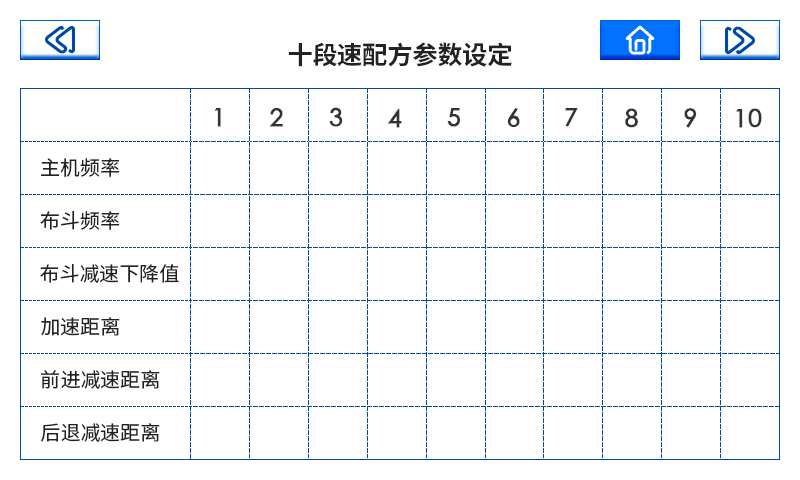 十段速配方参数设定
1 2 3 4 5 6 7 8 9 10
主机频率
布斗频率
布斗减速下降值
加速距离
前进减速距离
后退减速距离